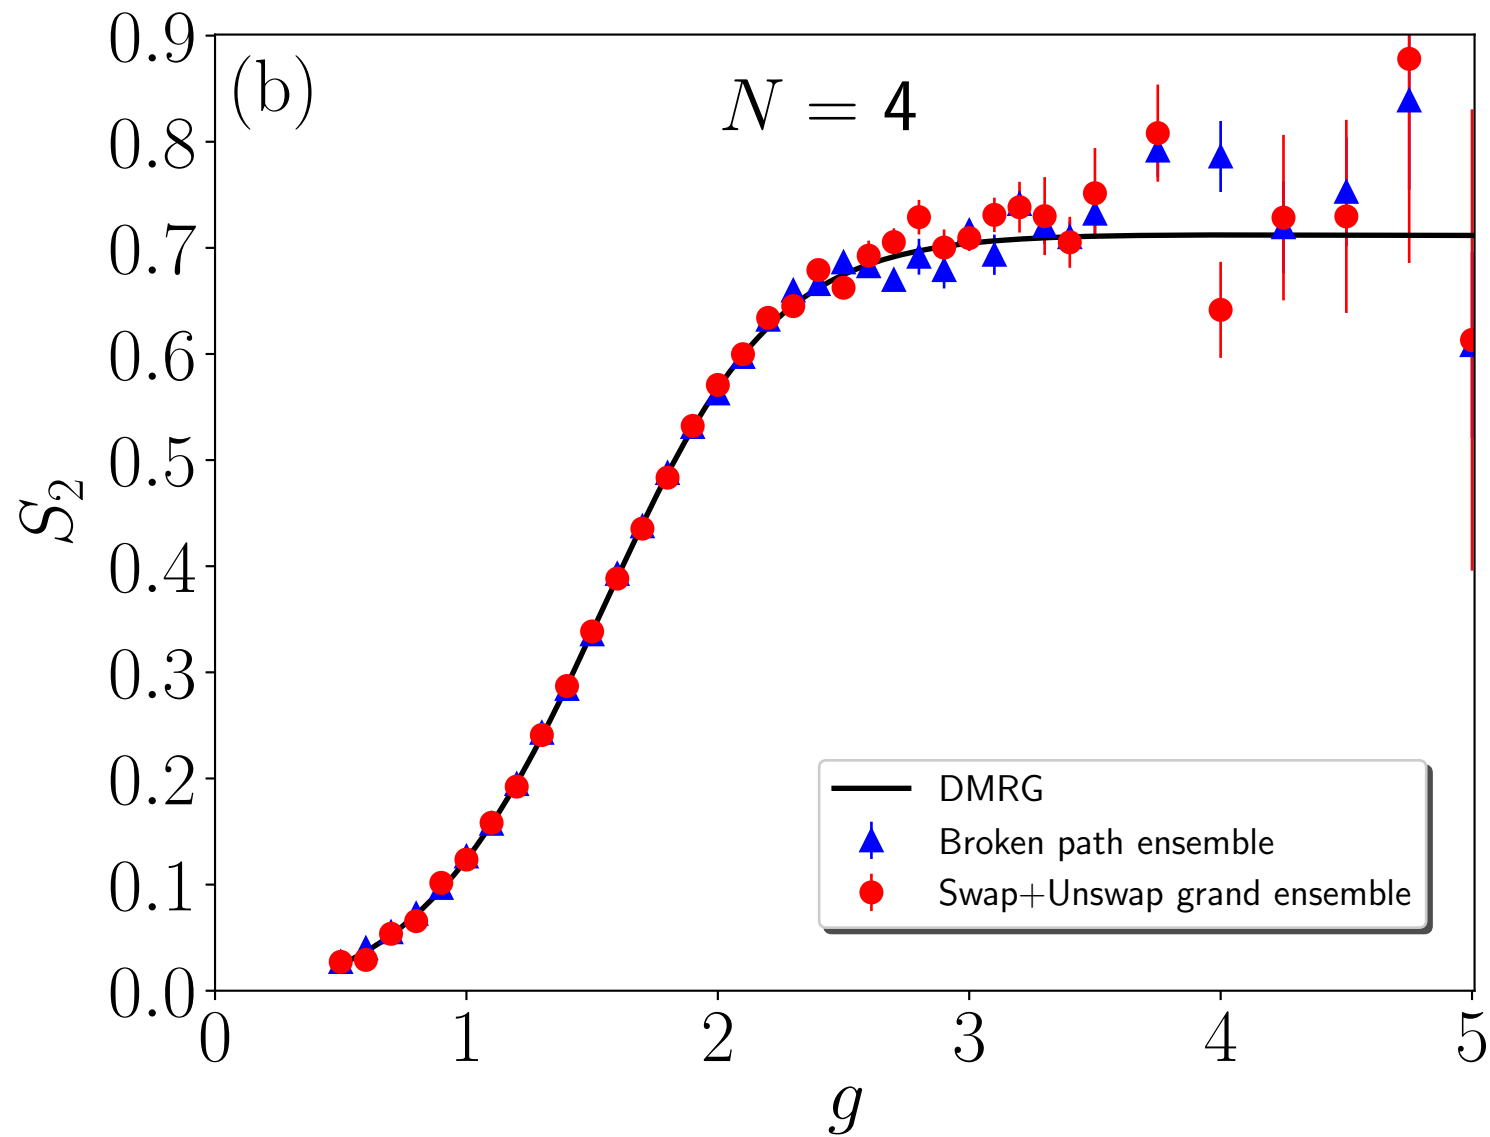 (b)
N = 4
0.9
0.8
0.7
0.6
0.5
0.4
0.3
0.2
0.1
0.0
S₂
DMRG
Broken path ensemble
Swap+Unswap grand ensemble
0 1 2 3 4 5
g